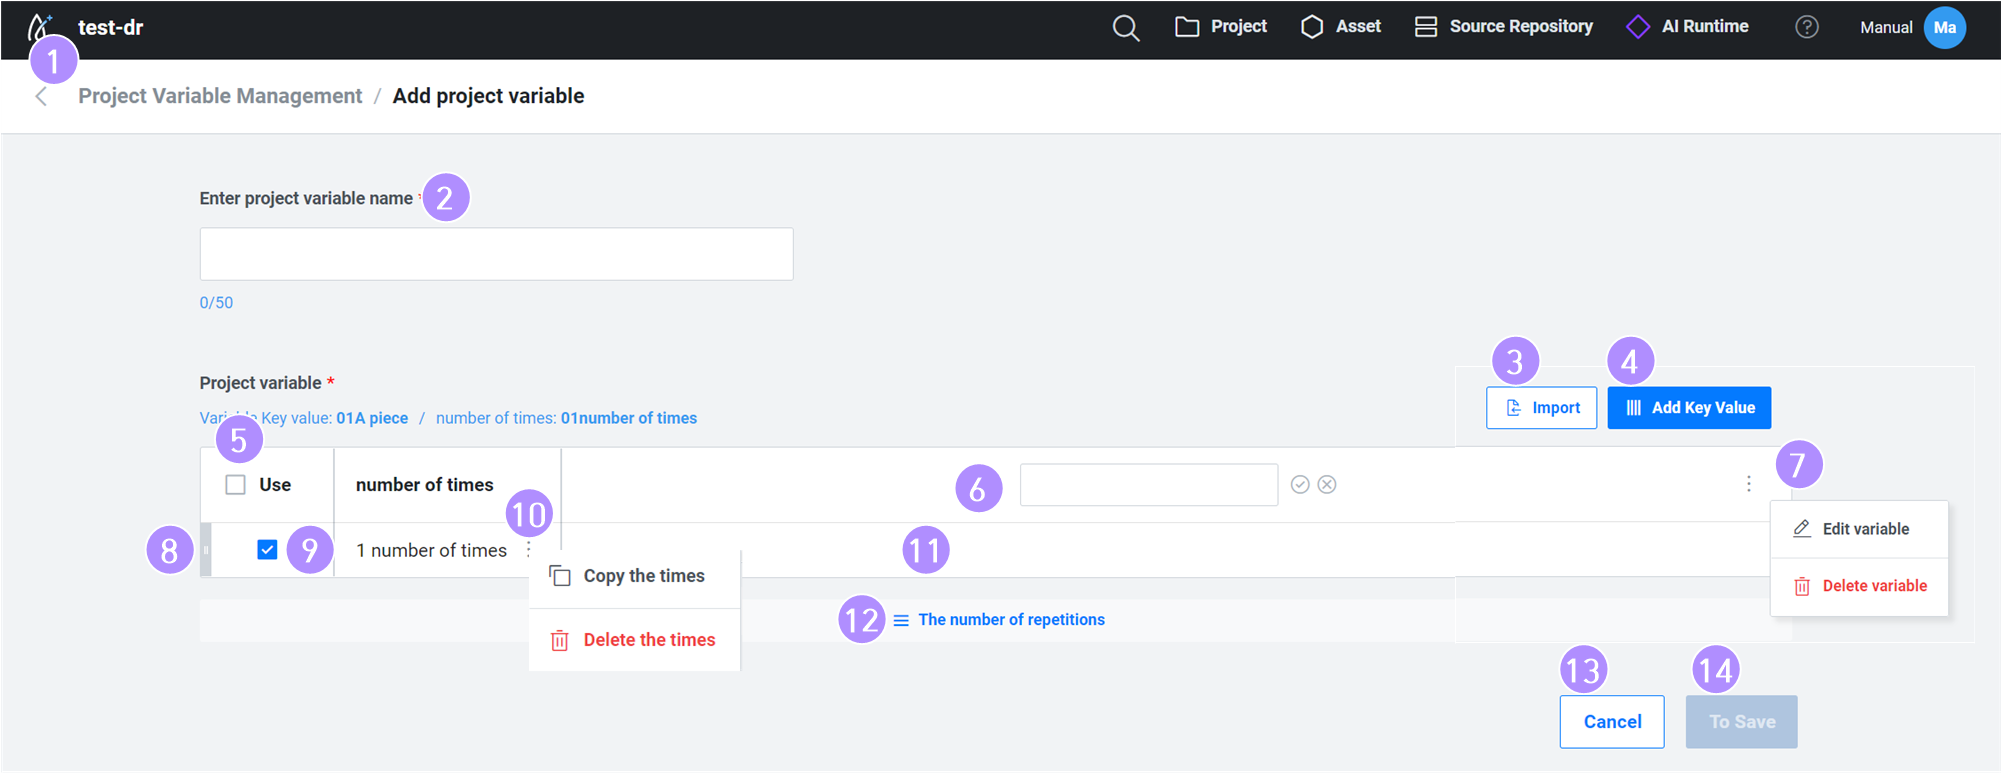 test-dr
Project
Asset
Source Repository
AI Runtime
?
Manual
Ma
1
Project Variable Management / Add project variable
Enter project variable name *
2
0/50
3
4
Project variable *
Import
Add Key Value
Key value: 01A piece / number of times: 01number of times
5
6
7
Use
number of times
Edit variable
Delete variable
8
9
10
11
1 number of times
Copy the times
Delete the times
12
The number of repetitions
13
14
Cancel
To Save